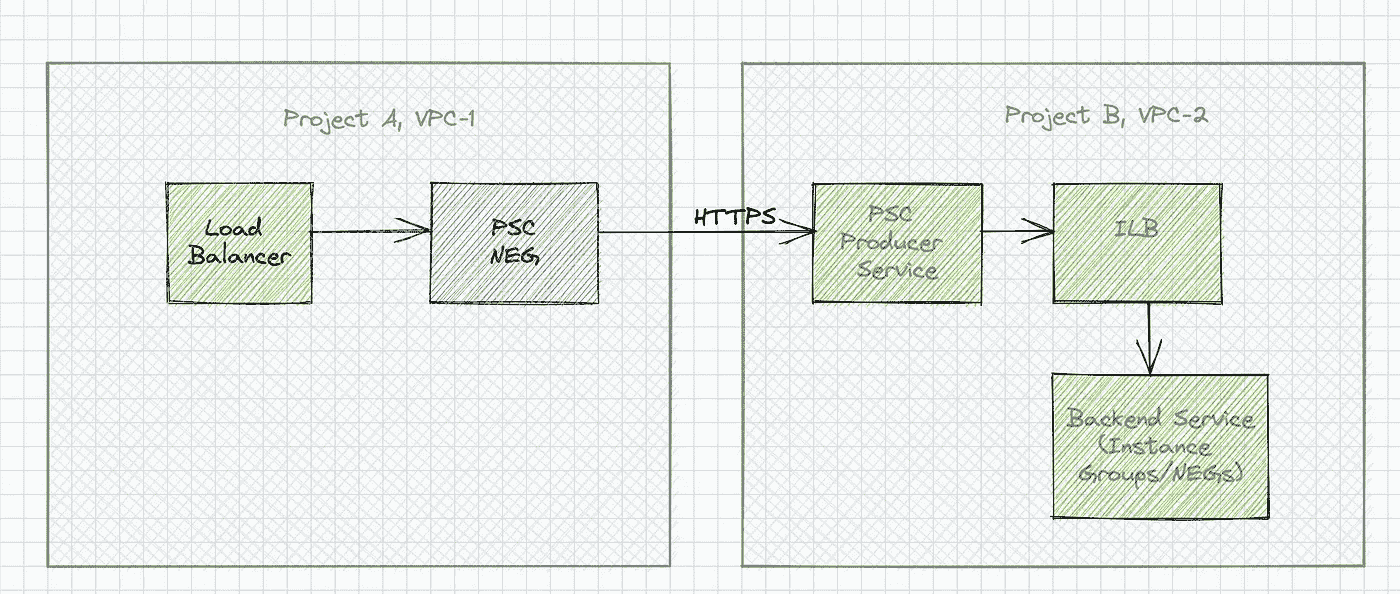 Project A, VPC-1
Load
Balancer
PSC
NEG
HTTPS
Project B, VPC-2
PSC
Producer
Service
ILB
Backend Service
(Instance
Groups/NEGs)